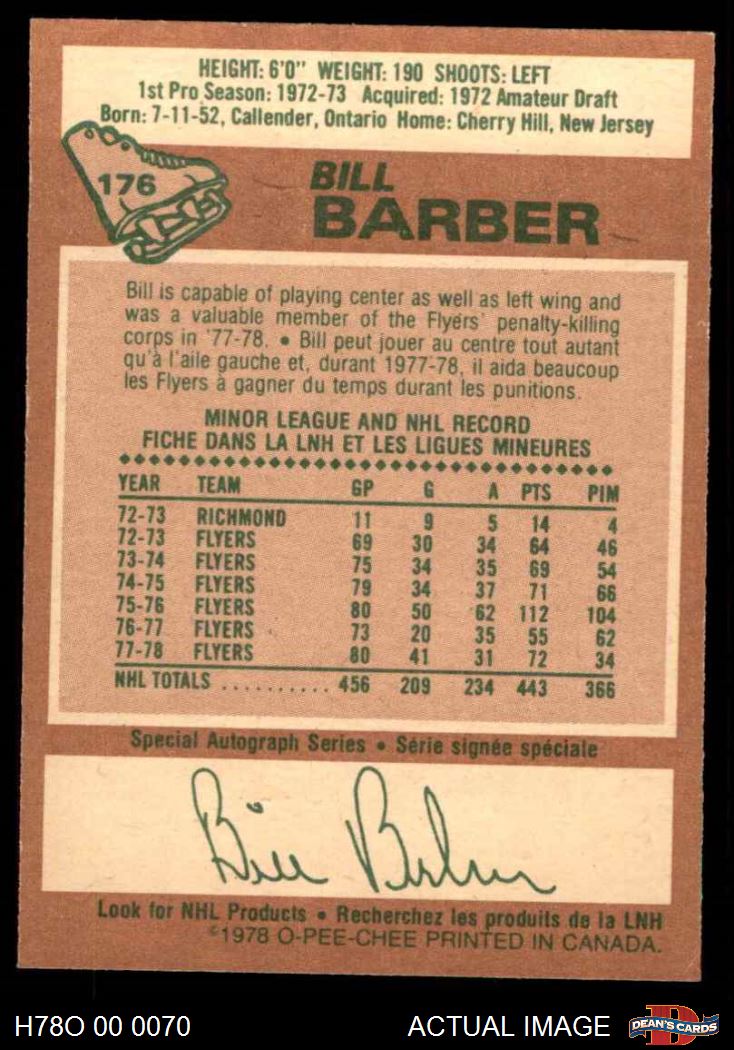 HEIGHT: 6'0" WEIGHT: 190 SHOOTS: LEFT
1st Pro Season: 1972-73 Acquired: 1972 Amateur Draft
Born: 7-11-52, Callender, Ontario Home: Cherry Hill, New Jersey
176
BILL
BARBER
Bill is capable of playing center as well as left wing and
was a valuable member of the Flyers' penalty-killing
corps in '77-78. • Bill peut jouer au centre tout autant
qu'à l'aile gauche et, durant 1977-78, il aida beaucoup
les Flyers à gagner du temps durant les punitions.
MINOR LEAGUE AND NHL RECORD
FICHE DANS LA LNH ET LES LIGUES MINEURES
YEAR TEAM GP G A PTS PIM
72-73 RICHMOND 11 9 5 14 4
72-73 FLYERS 69 30 34 64 46
73-74 FLYERS 75 34 35 69 54
74-75 FLYERS 79 34 37 71 66
75-76 FLYERS 80 50 62 112 104
76-77 FLYERS 73 20 35 55 62
77-78 FLYERS 80 41 31 72 34
NHL TOTALS .......... 456 209 234 443 366
Special Autograph Series • Série signée spéciale
Bill Barber
Look for NHL Products • Recherchez les produits de la LNH
©1978 O-PEE-CHEE PRINTED IN CANADA.
H78O 00 0070 ACTUAL IMAGE DEAN'S CARDS